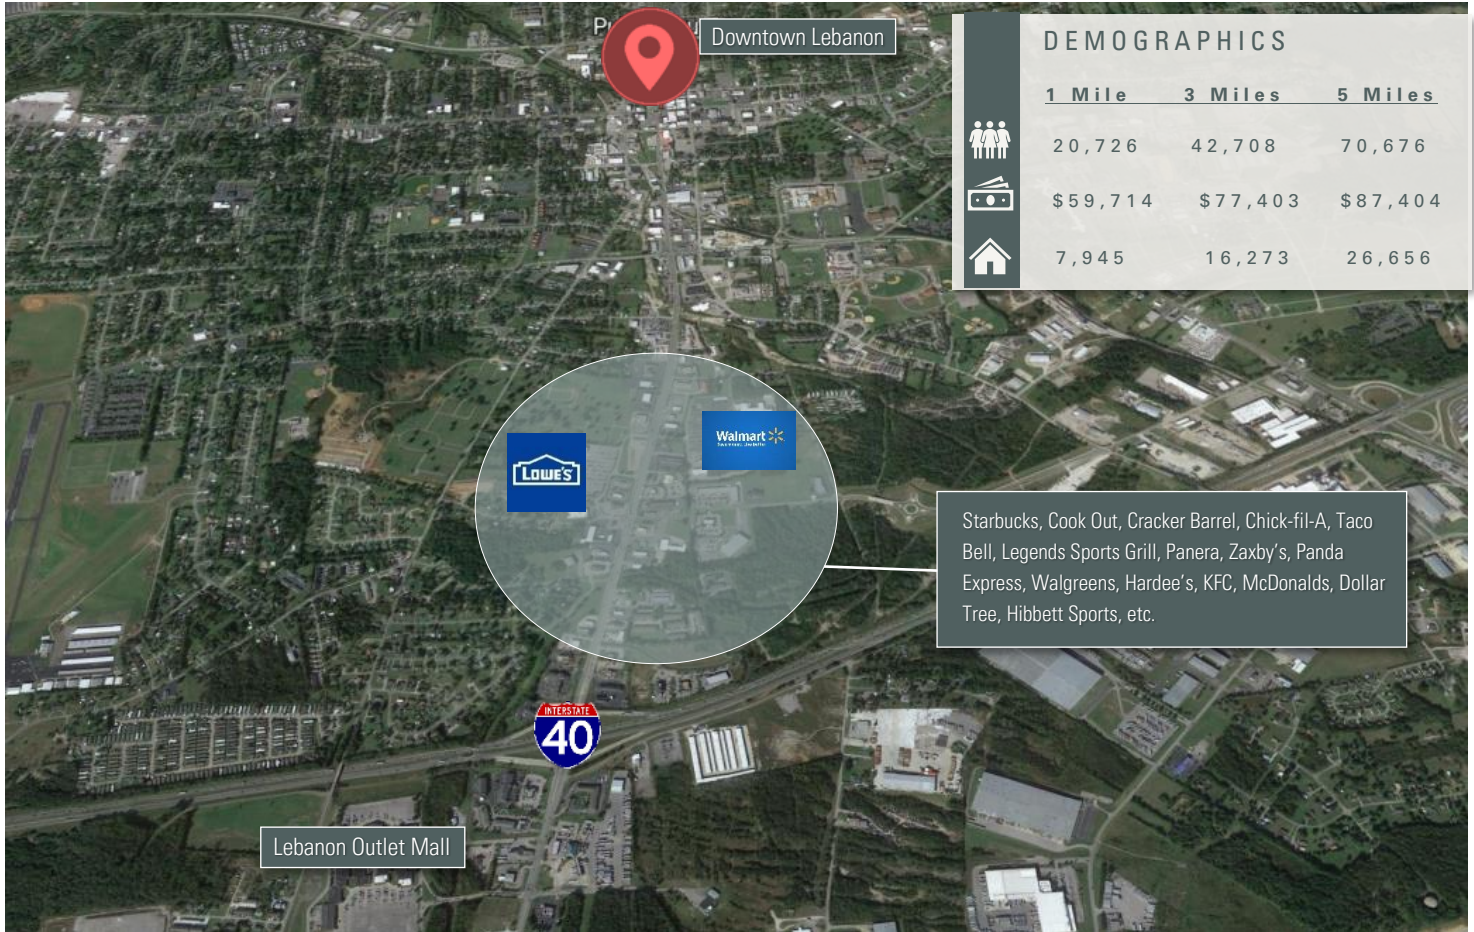 Downtown Lebanon
DEMOGRAPHICS
1 Mile 3 Miles 5 Miles
20,726 42,708 70,676
$59,714 $77,403 $87,404
7,945 16,273 26,656
Walmart
LOWE'S
Starbucks, Cook Out, Cracker Barrel, Chick-fil-A, Taco
Bell, Legends Sports Grill, Panera, Zaxby's, Panda
Express, Walgreens, Hardee's, KFC, McDonalds, Dollar
Tree, Hibbett Sports, etc.
INTERSTATE
40
Lebanon Outlet Mall